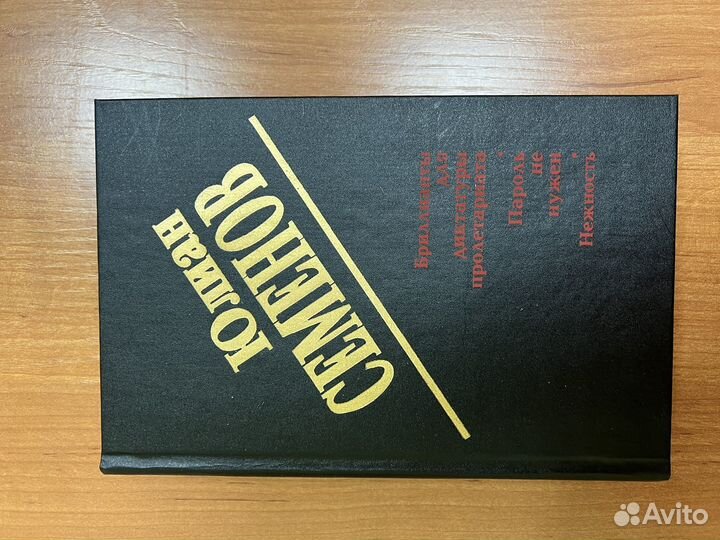 Юлиан
СЕМЕНОВ
Бриллианты
для
диктатуры
пролетариата
•
Пароль
не
нужен
•
Нежность
Avito